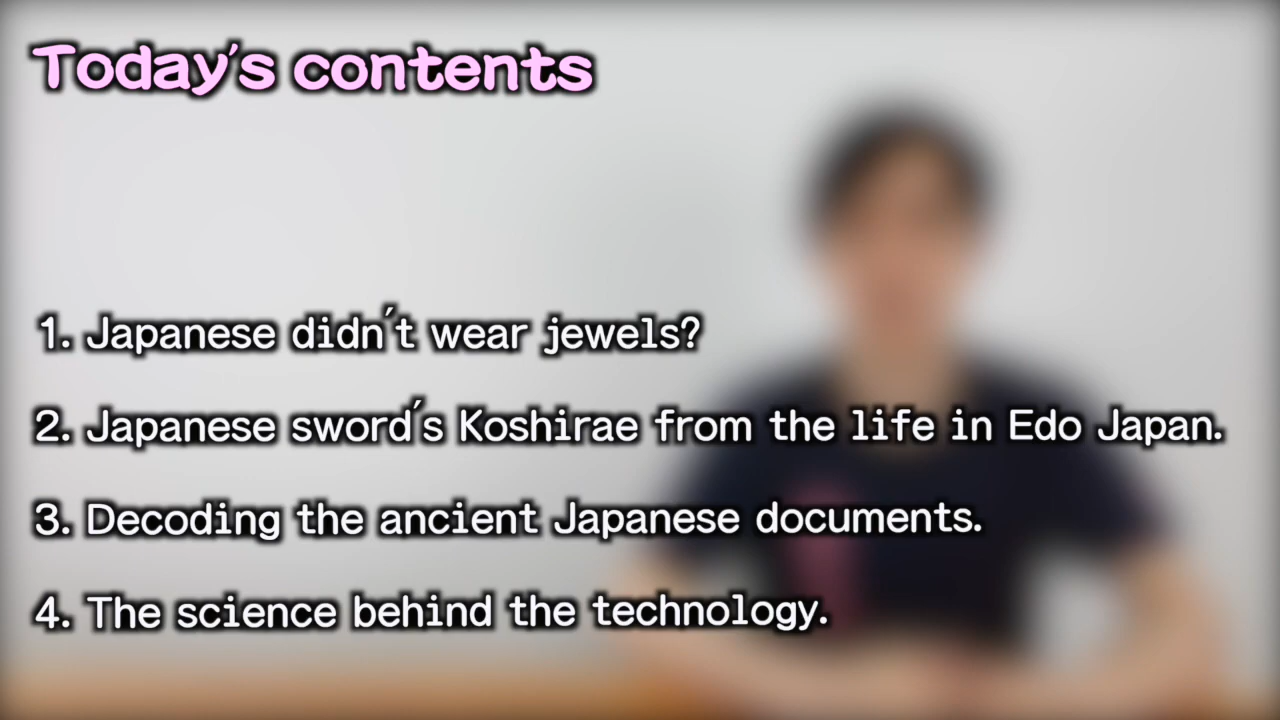 Today's contents
1. Japanese didn't wear jewels?
2. Japanese sword's Koshirae from the life in Edo Japan.
3. Decoding the ancient Japanese documents.
4. The science behind the technology.